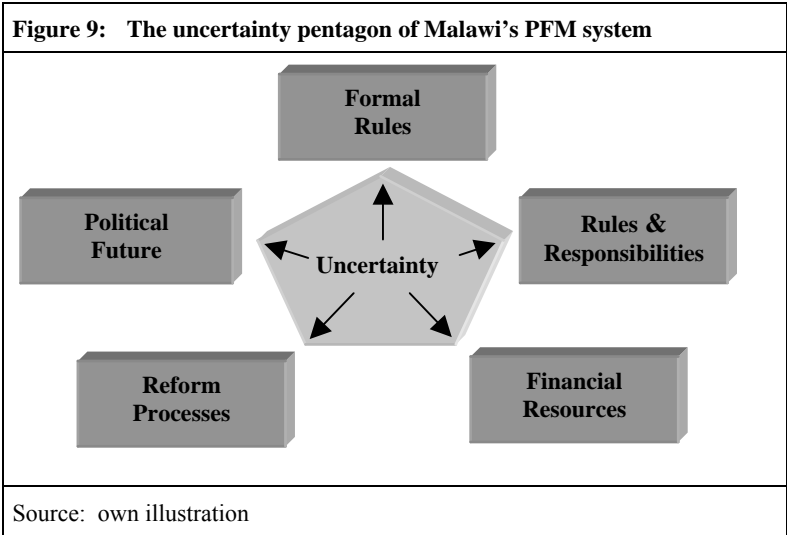 Figure 9: The uncertainty pentagon of Malawi's PFM system
Formal
Rules
Political
Future
Rules &
Responsibilities
Uncertainty
Reform
Processes
Financial
Resources
Source: own illustration